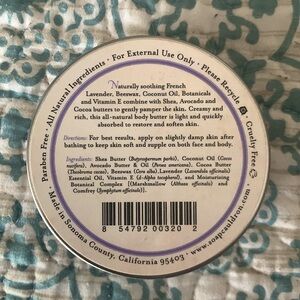 Paraben Free • All Natural Ingredients • For External Use Only • Please Recycle • Cruelty Free
Naturally soothing French
Lavender, Beeswax, Coconut Oil, Botanicals
and Vitamin E combine with Shea, Avocado and
Cocoa butters to gently pamper the skin. Creamy and
rich, this all-natural body butter is light and quickly
absorbed to restore and soften skin.
Directions: For best results, apply on slightly damp skin after
bathing to keep skin soft and supple on both face and body.
Ingredients: Shea Butter (Butyrospermum parkii), Coconut Oil (Cocos
nucifera), Avocado Butter & Oil (Persea americana), Cocoa Butter
(Theobroma cacao), Beeswax (Cera alba), Lavender (Lavandula officinalis)
Essential Oil, Vitamin E (d-Alpha tocopherol), and Moisturizing
Botanical Complex [Marshmallow (Althaea officinalis) and
Comfrey (Symphytum officinale)].
8 54792 00320 2
Made in Sonoma County, California 95403 • www.soapcauldron.com